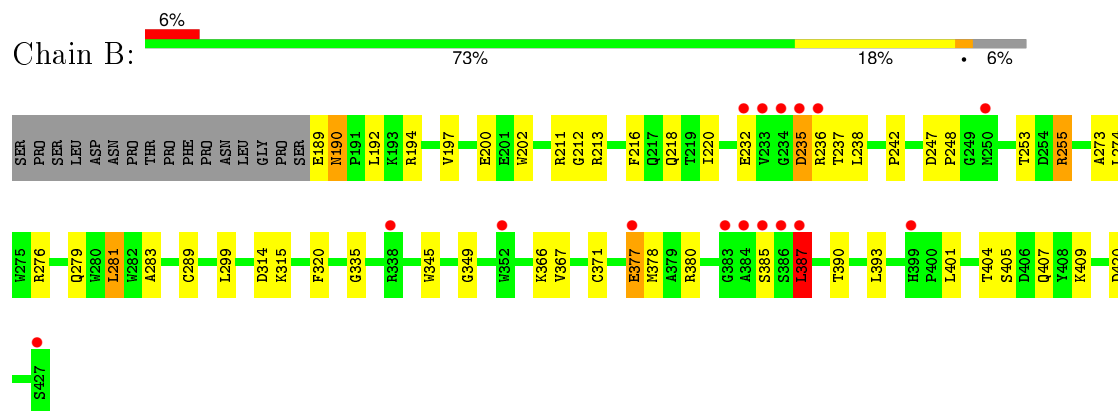 6%
Chain B:
73% 18% • 6%
SER PRO SER LEU ASP ASN PRO THR PRO PHE PRO ASN LEU GLY PRO SER E189 N190 P191 L192 K193 R194 V197 E200 E201 W202 R211 G212 R213 F216 Q217 Q218 T219 I220 E232 V233 G234 D235 R236 T237 L238 P242 D247 P248 G249 M250 T253 D254 R255 A273 L274
W275 R276 Q279 W280 L281 W282 A283 C289 L299 D314 K315 F320 G335 R338 W345 G349 W352 K366 V367 C371 E377 M378 A379 R380 G383 A384 S385 S386 L387 T390 L393 H399 P400 L401 T404 S405 D406 Q407 Y408 K409
S427